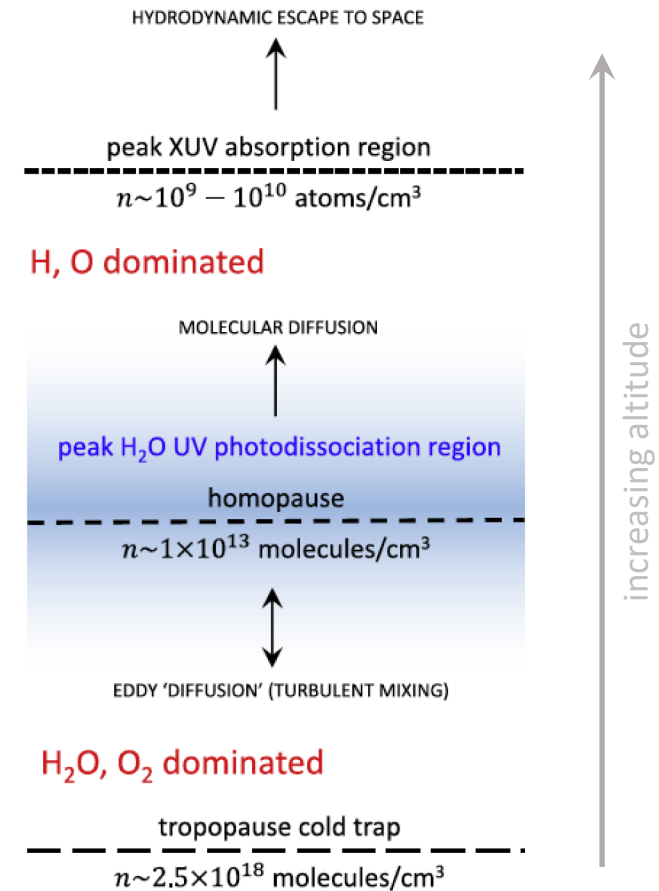 HYDRODYNAMIC ESCAPE TO SPACE
peak XUV absorption region
n~10⁹ − 10¹⁰ atoms/cm³
H, O dominated
MOLECULAR DIFFUSION
peak H₂O UV photodissociation region
homopause
n~1×10¹³ molecules/cm³
EDDY ‘DIFFUSION’ (TURBULENT MIXING)
H₂O, O₂ dominated
tropopause cold trap
n~2.5×10¹⁸ molecules/cm³
increasing altitude